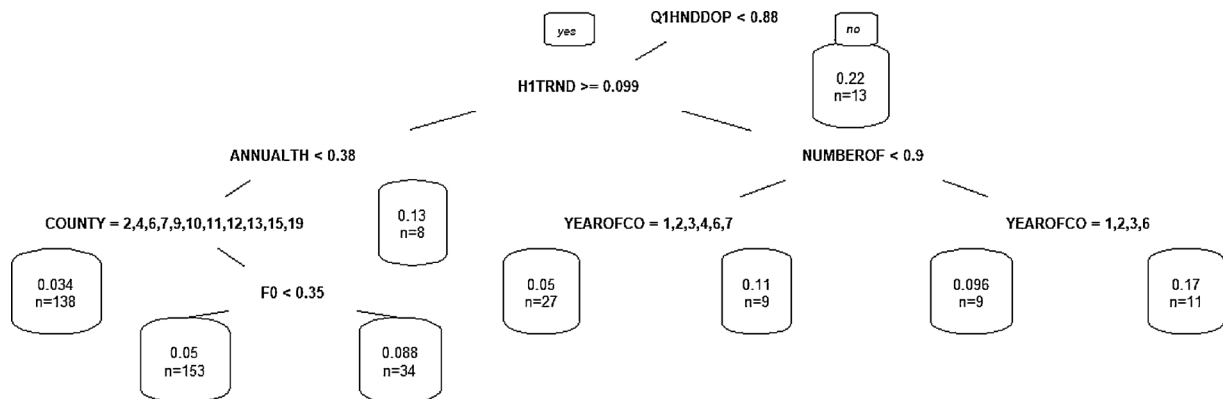 Q1HNDDOP < 0.88
yes
no
H1TRND >= 0.099
0.22
n=13
ANNUALTH < 0.38
NUMBEROF < 0.9
0.13
n=8
COUNTY = 2,4,6,7,9,10,11,12,13,15,19
YEAROFCO = 1,2,3,4,6,7
YEAROFCO = 1,2,3,6
0.034
n=138
F0 < 0.35
0.05
n=27
0.11
n=9
0.096
n=9
0.17
n=11
0.05
n=153
0.088
n=34